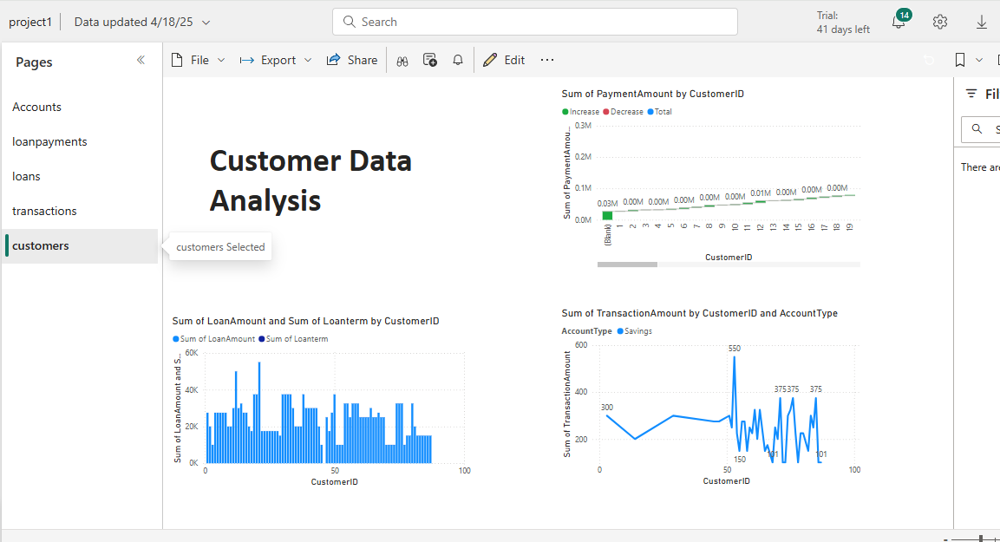 project1
Data updated 4/18/25
Search
Trial:
41 days left
14
Pages
File
Export
Share
Edit
Accounts
loanpayments
loans
transactions
customers
customers Selected
Customer Data
Analysis
Sum of PaymentAmount by CustomerID
Increase Decrease Total
Sum of PaymentAmou...
0.3M
0.2M
0.1M
0.0M
0.03M 0.00M 0.00M 0.00M 0.00M 0.00M 0.01M 0.00M 0.00M 0.00M
(Blank) 1 2 3 4 5 6 7 8 9 10 11 12 13 14 15 16 17 18 19
CustomerID
Fil
S
There are
Sum of LoanAmount and Sum of Loanterm by CustomerID
Sum of LoanAmount Sum of Loanterm
Sum of LoanAmount and S...
60K
40K
20K
0K
0 50 100
CustomerID
Sum of TransactionAmount by CustomerID and AccountType
AccountType Savings
Sum of TransactionAmount
600
400
200
300
550
150
375 375
375
101
101
0 50 100
CustomerID